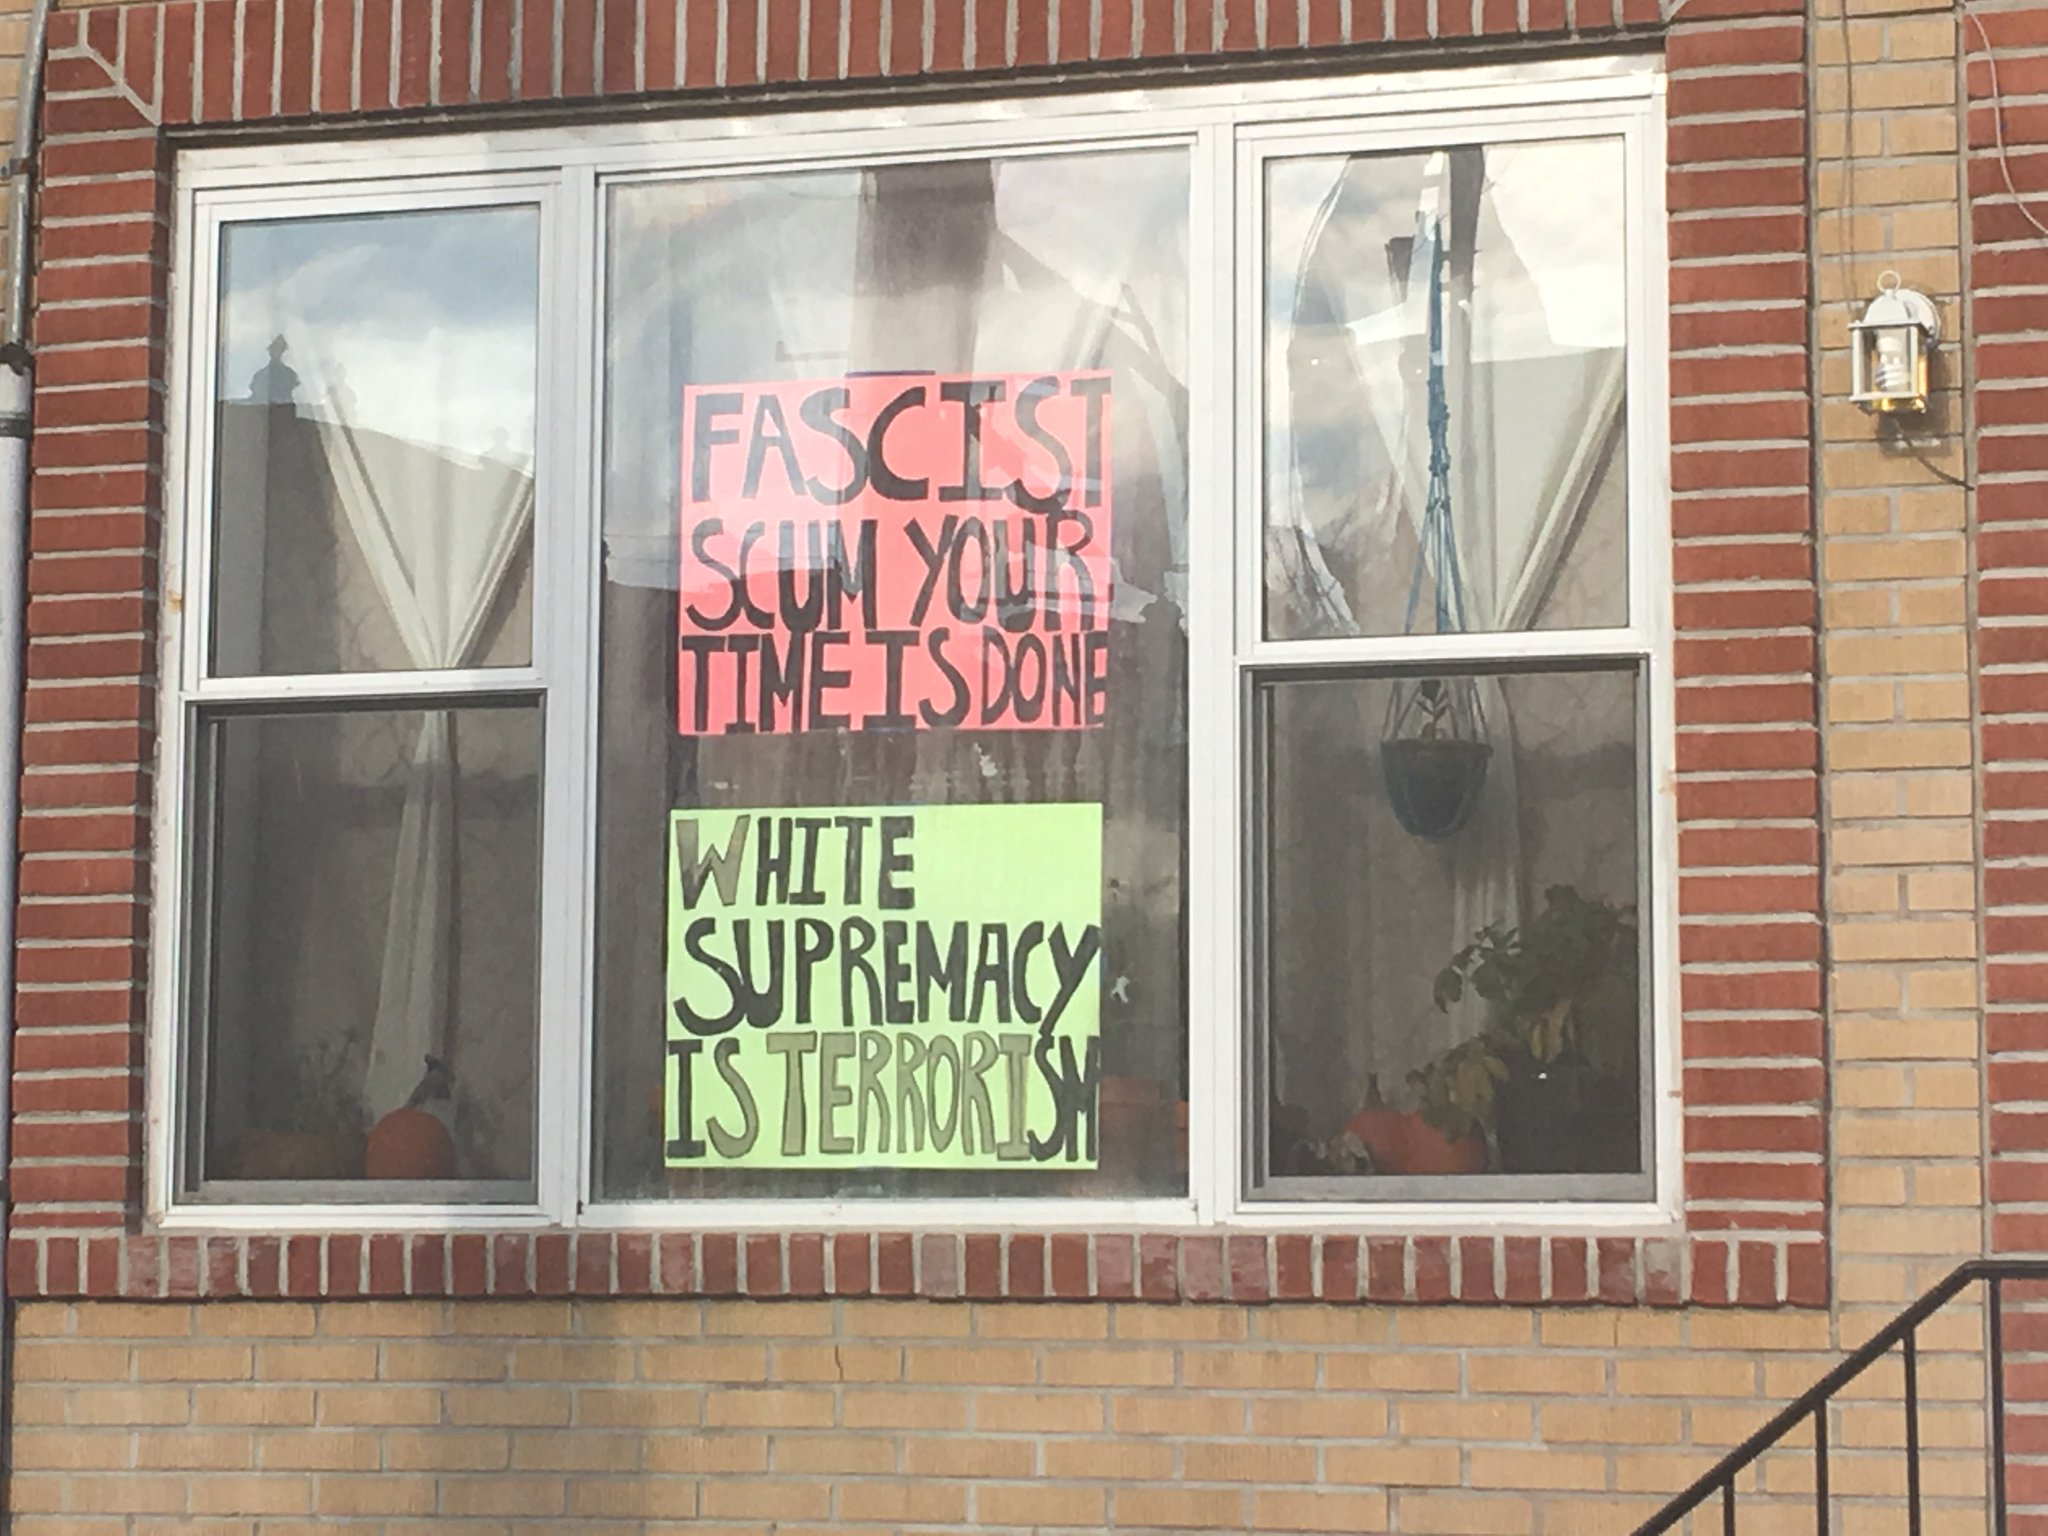 FASCIST
SCUM YOUR
TIME IS DONE
WHITE
SUPREMACY
IS TERRORISM